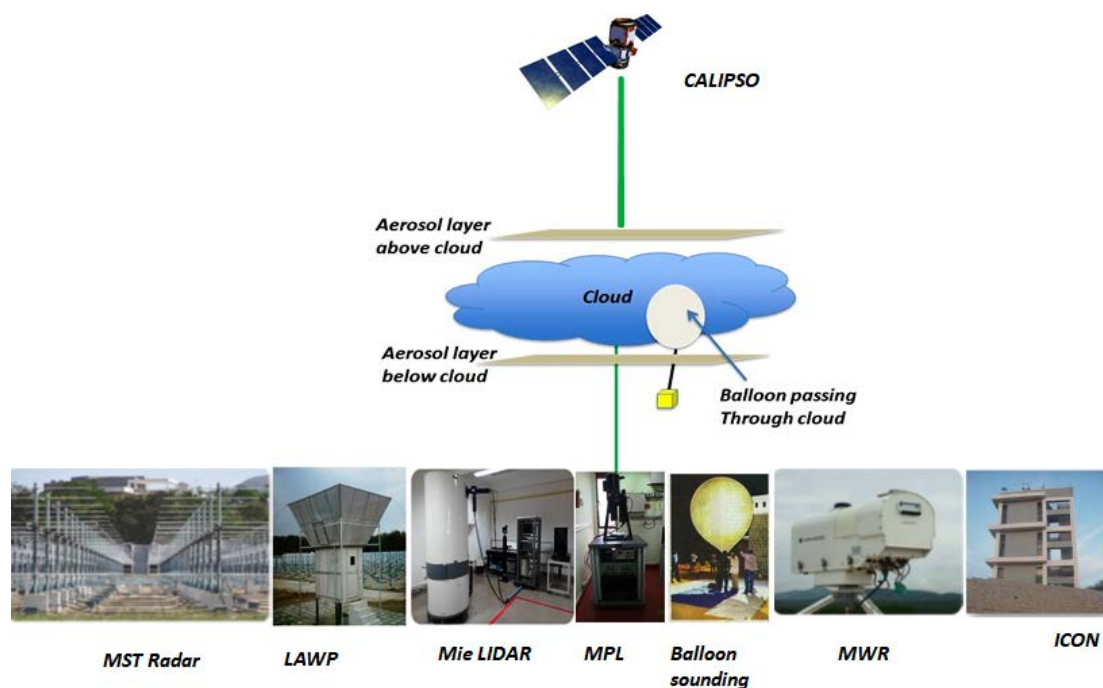 CALIPSO
Aerosol layer
above cloud
Cloud
Aerosol layer
below cloud
Balloon passing
Through cloud
MST Radar
LAWP
Mie LIDAR
MPL
Balloon
sounding
MWR
ICON